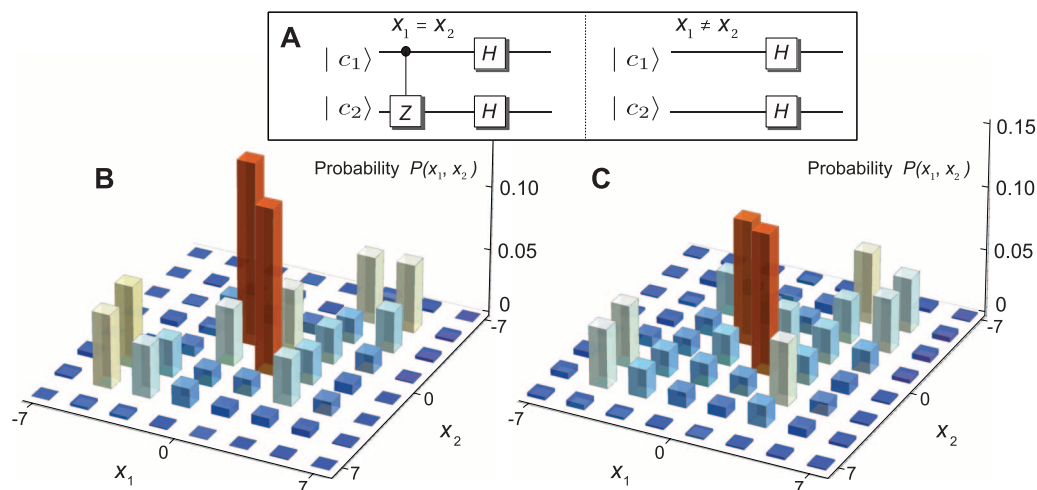 A
x₁ = x₂
x₁ ≠ x₂
| c₁⟩
H
| c₁⟩
H
| c₂⟩
Z
H
| c₂⟩
H
B
Probability P(x₁, x₂)
0.10
0.05
0
-7
0
7
x₂
-7
0
7
x₁
C
Probability P(x₁, x₂)
0.15
0.10
0.05
0
-7
0
7
x₂
-7
0
7
x₁